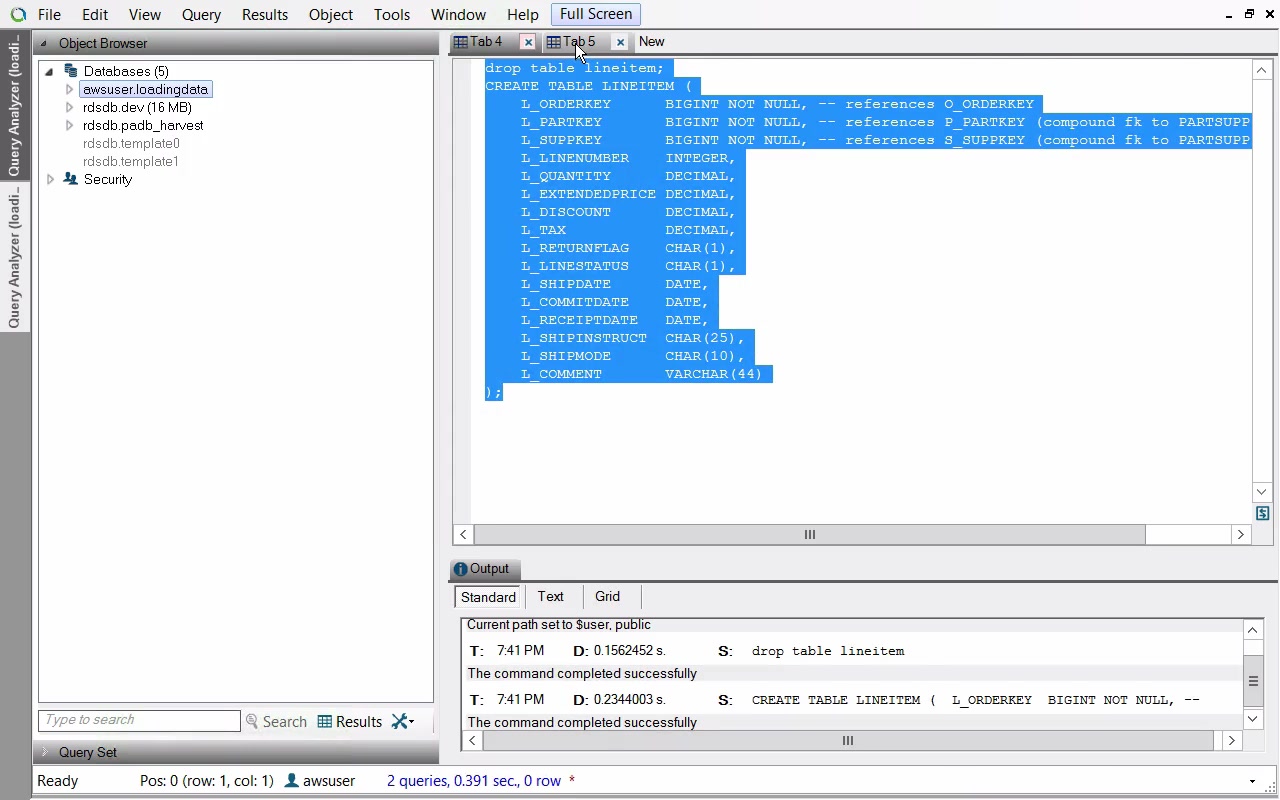 File Edit View Query Results Object Tools Window Help Full Screen
Query Analyzer (loadi...
Query Analyzer (loadi...
Object Browser
Databases (5)
awsuser.loadingdata
rdsdb.dev (16 MB)
rdsdb.padb_harvest
rdsdb.template0
rdsdb.template1
Security
Type to search Search Results
Query Set
Tab 4 Tab 5 New
drop table lineitem;
CREATE TABLE LINEITEM (
L_ORDERKEY BIGINT NOT NULL, -- references O_ORDERKEY
L_PARTKEY BIGINT NOT NULL, -- references P_PARTKEY (compound fk to PARTSUPP
L_SUPPKEY BIGINT NOT NULL, -- references S_SUPPKEY (compound fk to PARTSUPP
L_LINENUMBER INTEGER,
L_QUANTITY DECIMAL,
L_EXTENDEDPRICE DECIMAL,
L_DISCOUNT DECIMAL,
L_TAX DECIMAL,
L_RETURNFLAG CHAR(1),
L_LINESTATUS CHAR(1),
L_SHIPDATE DATE,
L_COMMITDATE DATE,
L_RECEIPTDATE DATE,
L_SHIPINSTRUCT CHAR(25),
L_SHIPMODE CHAR(10),
L_COMMENT VARCHAR(44)
);
Output
Standard Text Grid
Current path set to $user, public
T: 7:41 PM D: 0.1562452 s. S: drop table lineitem
The command completed successfully
T: 7:41 PM D: 0.2344003 s. S: CREATE TABLE LINEITEM ( L_ORDERKEY BIGINT NOT NULL, --
The command completed successfully
Ready Pos: 0 (row: 1, col: 1) awsuser 2 queries, 0.391 sec., 0 row *